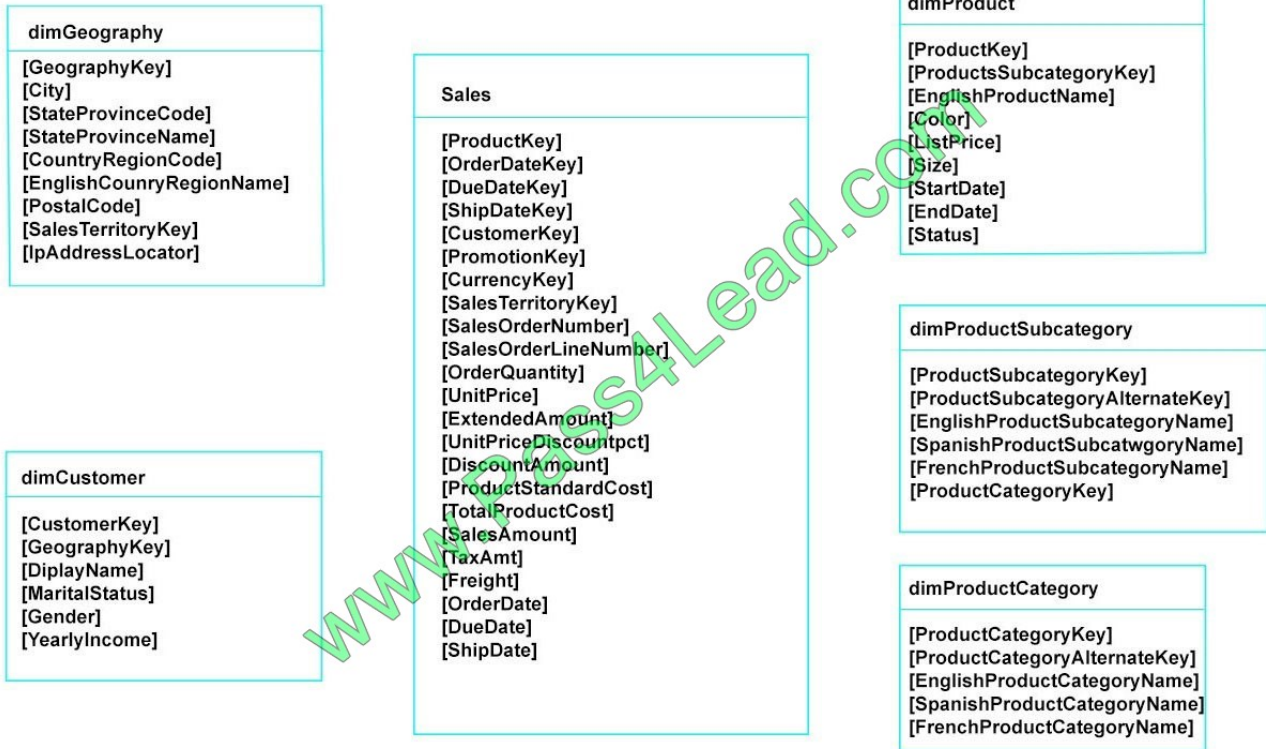 dimGeography
[GeographyKey]
[City]
[StateProvinceCode]
[StateProvinceName]
[CountryRegionCode]
[EnglishCounryRegionName]
[PostalCode]
[SalesTerritoryKey]
[IpAddressLocator]
dimCustomer
[CustomerKey]
[GeographyKey]
[DiplayName]
[MaritalStatus]
[Gender]
[YearlyIncome]
Sales
[ProductKey]
[OrderDateKey]
[DueDateKey]
[ShipDateKey]
[CustomerKey]
[PromotionKey]
[CurrencyKey]
[SalesTerritoryKey]
[SalesOrderNumber]
[SalesOrderLineNumber]
[OrderQuantity]
[UnitPrice]
[ExtendedAmount]
[UnitPriceDiscountpct]
[DiscountAmount]
[ProductStandardCost]
[TotalProductCost]
[SalesAmount]
[TaxAmt]
[Freight]
[OrderDate]
[DueDate]
[ShipDate]
dimProduct
[ProductKey]
[ProductsSubcategoryKey]
[EnglishProductName]
[Color]
[ListPrice]
[Size]
[StartDate]
[EndDate]
[Status]
dimProductSubcategory
[ProductSubcategoryKey]
[ProductSubcategoryAlternateKey]
[EnglishProductSubcategoryName]
[SpanishProductSubcatwgoryName]
[FrenchProductSubcategoryName]
[ProductCategoryKey]
dimProductCategory
[ProductCategoryKey]
[ProductCategoryAlternateKey]
[EnglishProductCategoryName]
[SpanishProductCategoryName]
[FrenchProductCategoryName]
www.Pass4Lead.com